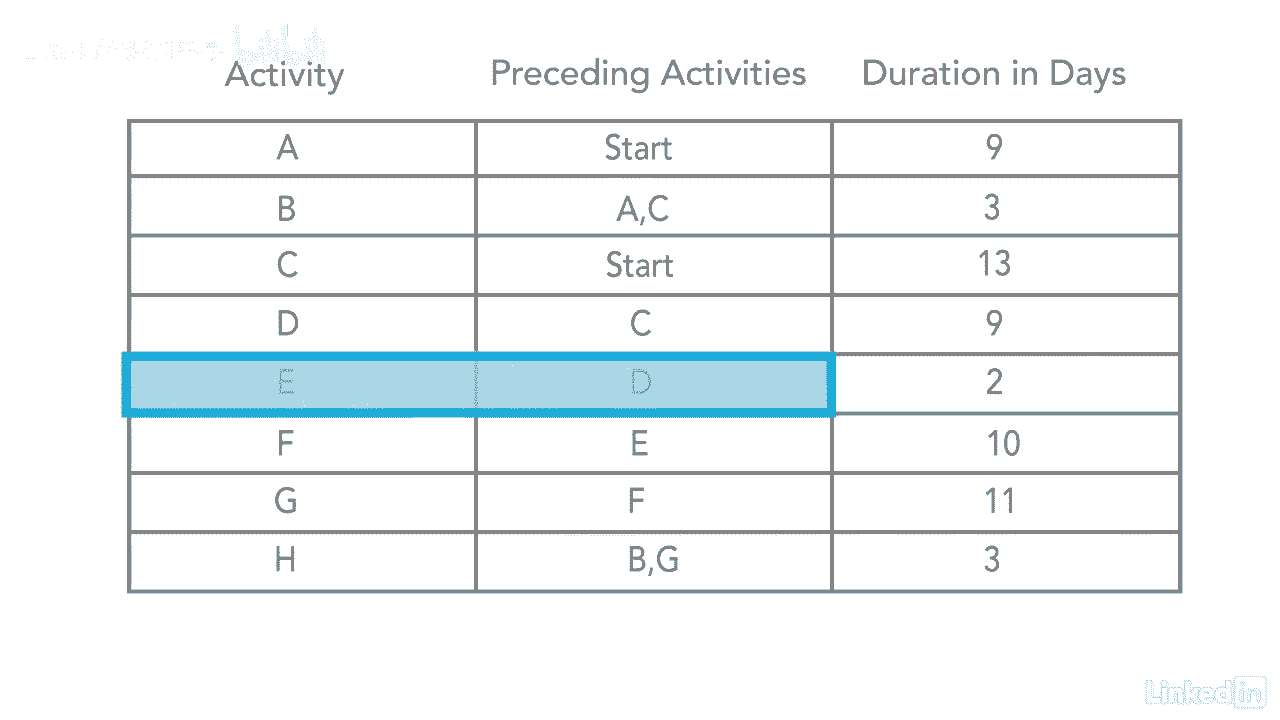 Activity Preceding Activities Duration in Days
A Start 9
B A,C 3
C Start 13
D C 9
E D 2
F E 10
G F 11
H B,G 3
Linkedin